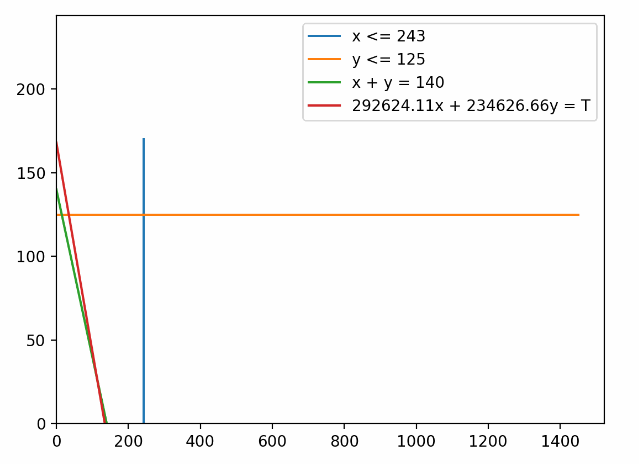 x <= 243
y <= 125
x + y = 140
292624.11x + 234626.66y = T
200
150
100
50
0
0 200 400 600 800 1000 1200 1400